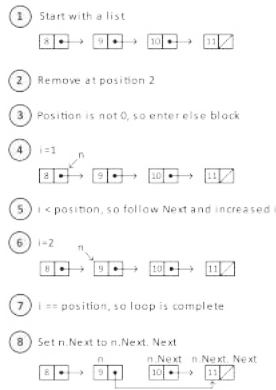 1 Start with a list
8 9 10 11
2 Remove at position 2
3 Position is not 0, so enter else block
4 i=1
n
8 9 10 11
5 i < position, so follow Next and increased i
6 i=2
n
8 9 10 11
7 i == position, so loop is complete
8 Set n.Next to n.Next. Next
n n.Next n.Next. Next
8 9 10 11